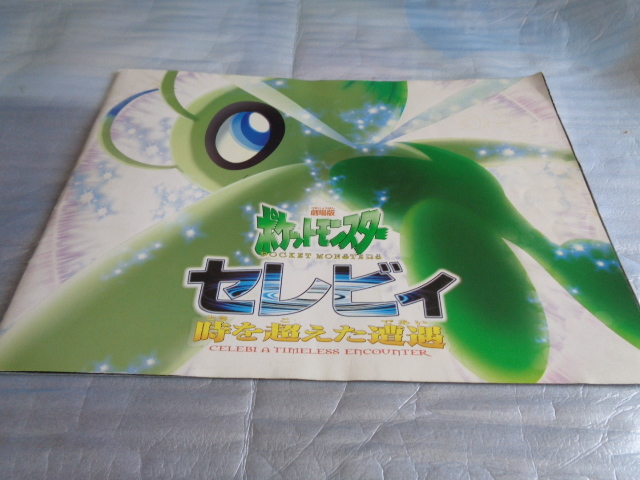 劇場版
ポケットモンスター
POCKET MONSTERS
セレビィ
時を超えた遭遇
CELEBI A TIMELESS ENCOUNTER